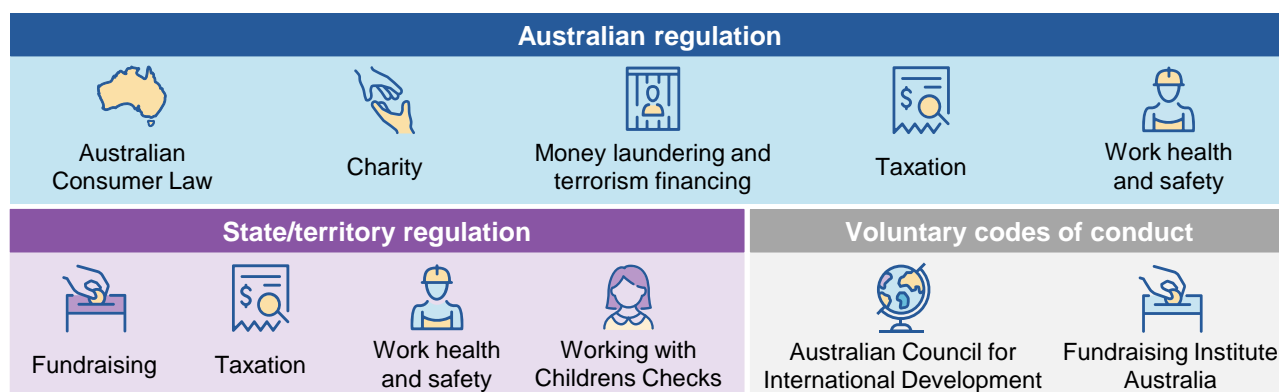 Australian regulation
Australian
Consumer Law
Charity
Money laundering and
terrorism financing
Taxation
Work health
and safety
State/territory regulation
Fundraising
Taxation
Work health
and safety
Working with
Childrens Checks
Voluntary codes of conduct
Australian Council for
International Development
Fundraising Institute
Australia